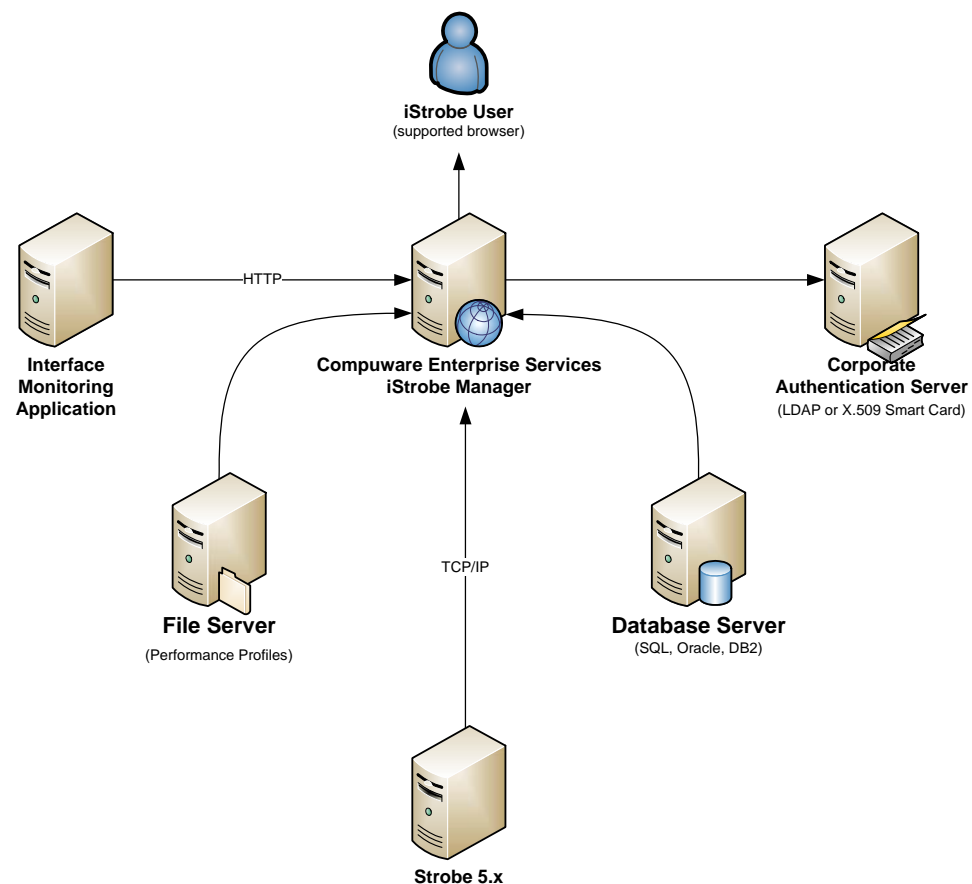 iStrobe User
(supported browser)
HTTP
Interface
Monitoring
Application
Compuware Enterprise Services
iStrobe Manager
Corporate
Authentication Server
(LDAP or X.509 Smart Card)
TCP/IP
File Server
(Performance Profiles)
Database Server
(SQL, Oracle, DB2)
Strobe 5.x